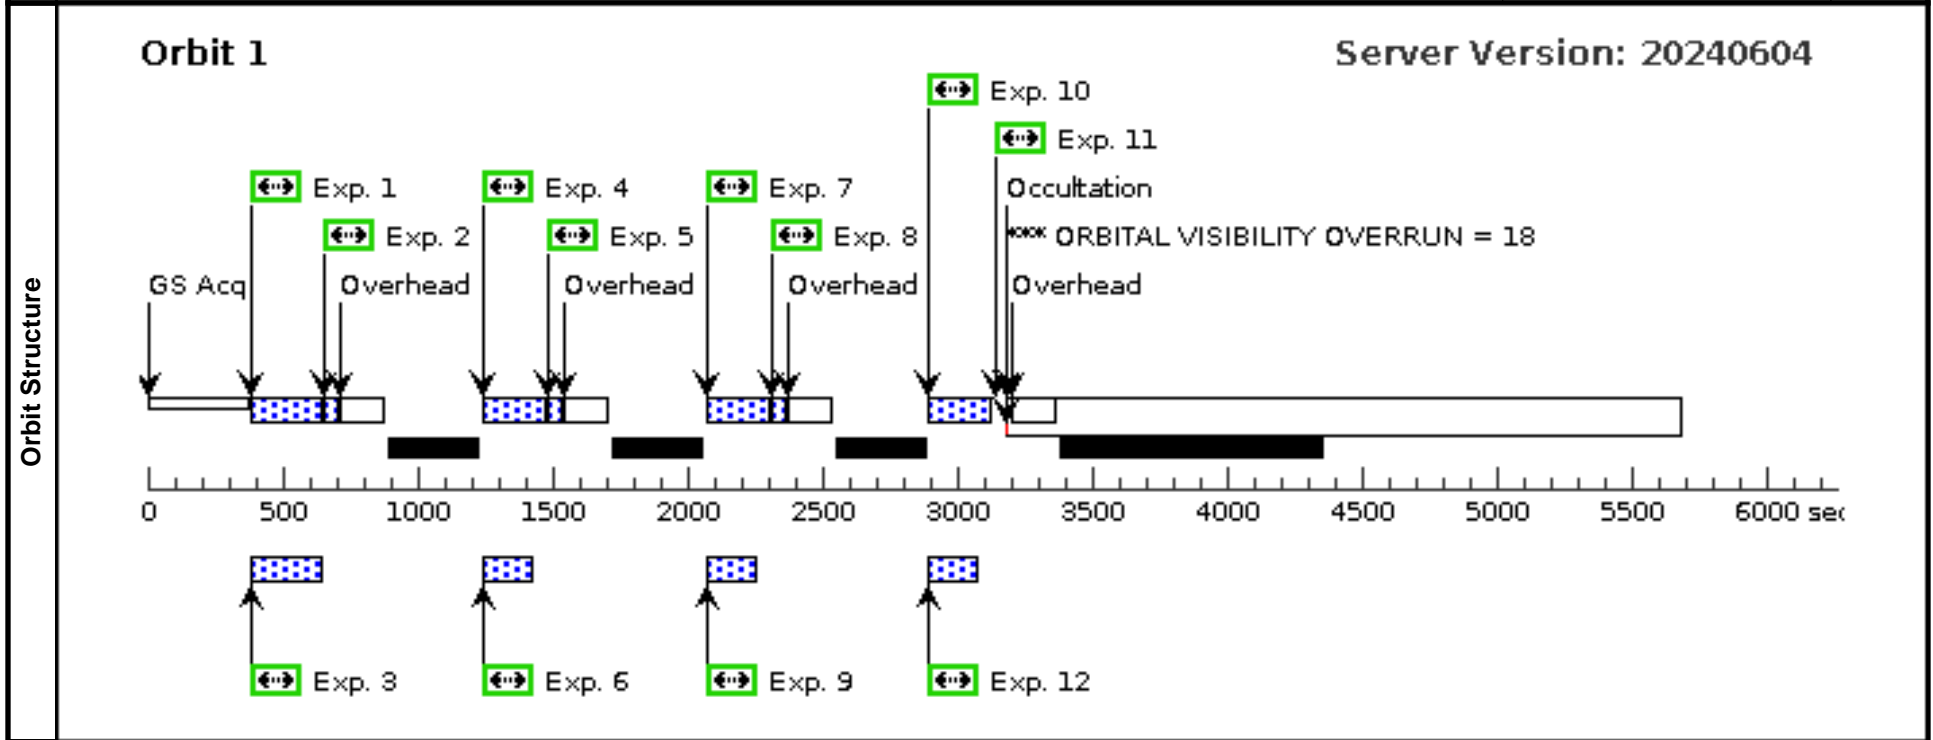 Orbit Structure
Orbit 1
Server Version: 20240604
Exp. 10
Exp. 11
Exp. 1
Exp. 4
Exp. 7
Occultation
Exp. 2
Exp. 5
Exp. 8
*** ORBITAL VISIBILITY OVERRUN = 18
GS Acq
Overhead
Overhead
Overhead
Overhead
0 500 1000 1500 2000 2500 3000 3500 4000 4500 5000 5500 6000 sec
Exp. 3
Exp. 6
Exp. 9
Exp. 12